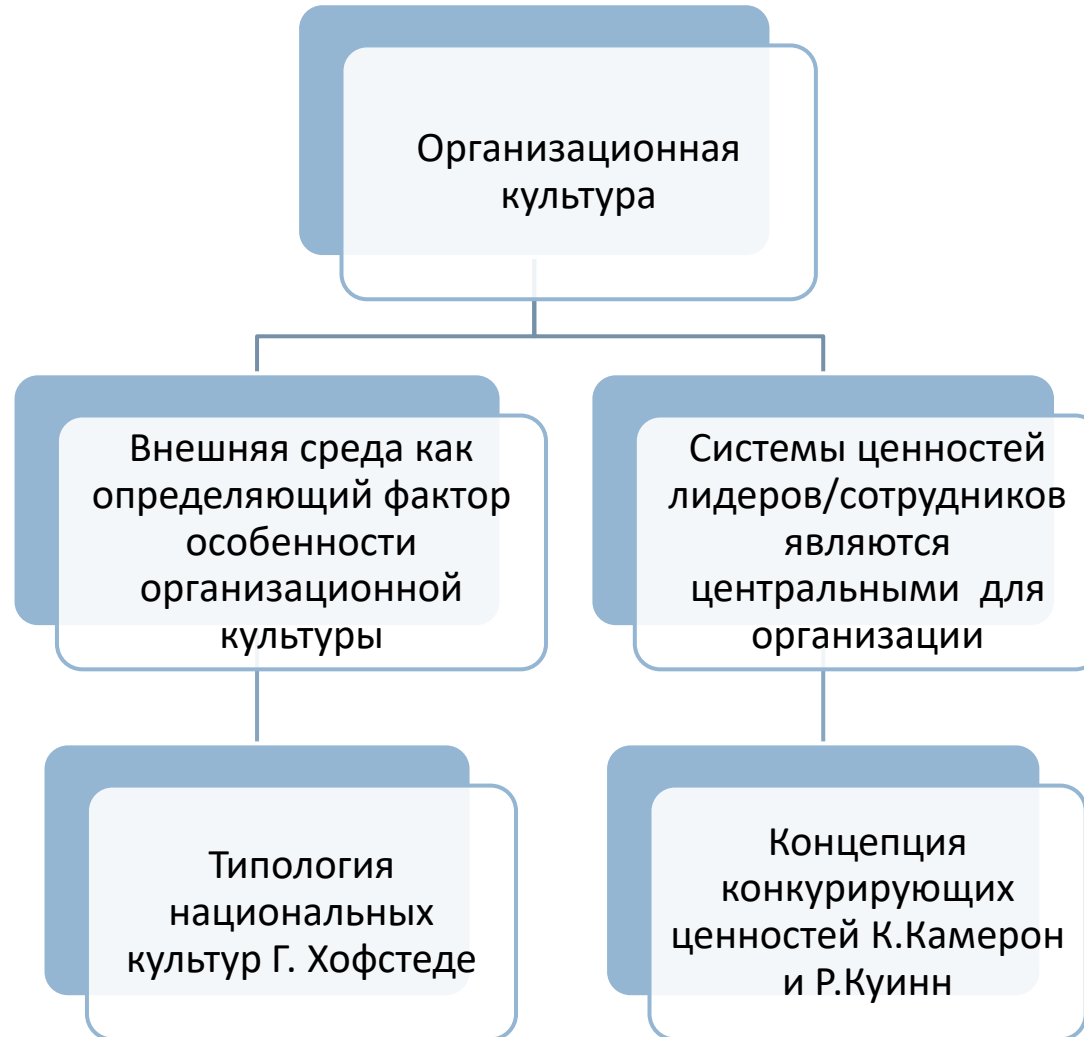 Организационная
культура
Внешняя среда как
определяющий фактор
особенности
организационной
культуры
Системы ценностей
лидеров/сотрудников
являются
центральными для
организации
Типология
национальных
культур Г. Хофстеде
Концепция
конкурирующих
ценностей К.Камерон
и Р.Куинн